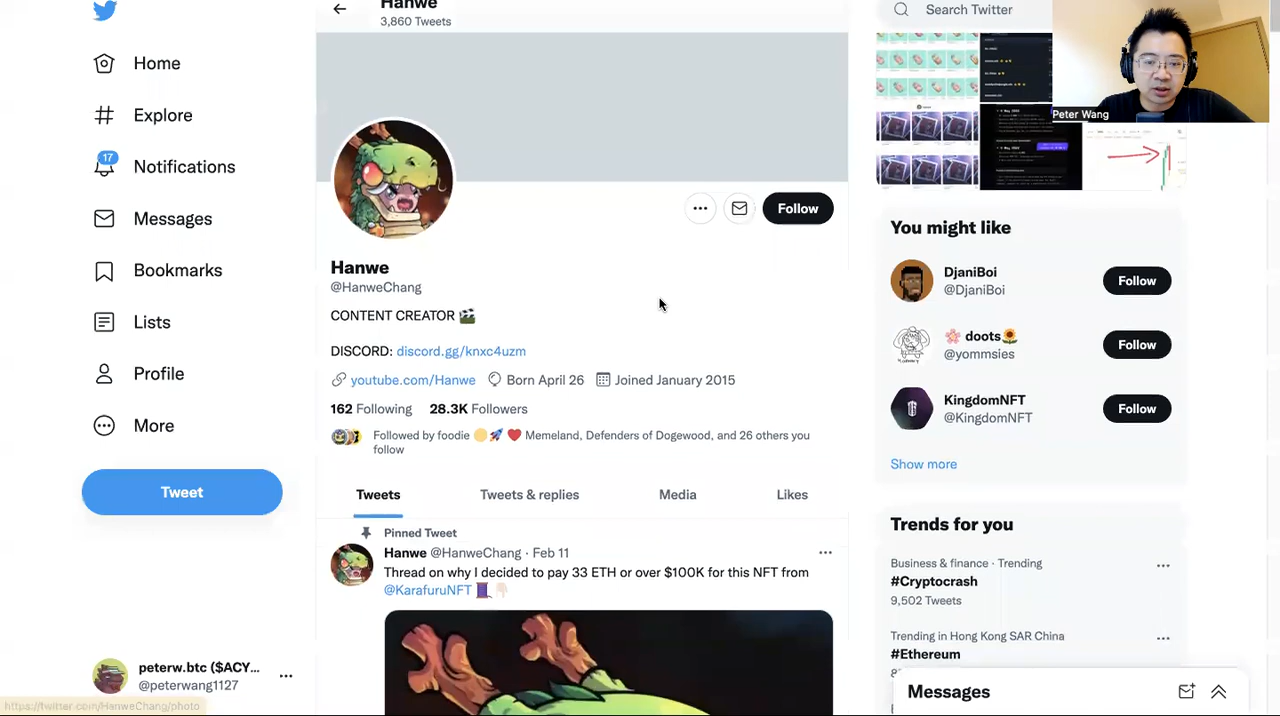 Hanwe
3,860 Tweets
Search Twitter
Peter Wang
Home
Explore
17
Notifications
Messages
Bookmarks
Lists
Profile
More
Tweet
peterw.btc ($ACY...
@peterwang1127
https://twitter.com/HanweChang/photo
Follow
Hanwe
@HanweChang
CONTENT CREATOR 🎬
DISCORD: discord.gg/knxc4uzm
youtube.com/Hanwe Born April 26 Joined January 2015
162 Following 28.3K Followers
Followed by foodie 🟡🚀 ❤️ Memeland, Defenders of Dogewood, and 26 others you
follow
Tweets Tweets & replies Media Likes
Pinned Tweet
Hanwe @HanweChang · Feb 11
Thread on why I decided to pay 33 ETH or over $100K for this NFT from
@KarafuruNFT 🧵👇🏻
You might like
DjaniBoi
@DjaniBoi
Follow
🌸 doots🌻
@yommsies
Follow
KingdomNFT
@KingdomNFT
Follow
Show more
Trends for you
Business & finance · Trending
#Cryptocrash
9,502 Tweets
Trending in Hong Kong SAR China
#Ethereum
Messages